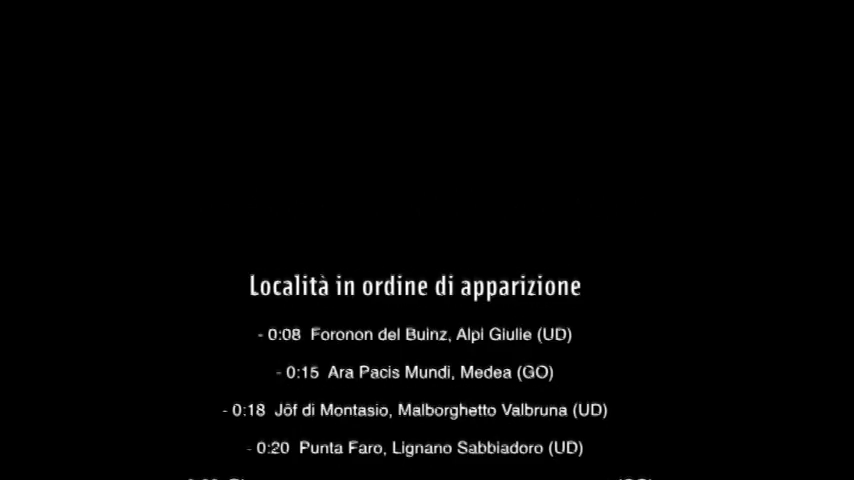 Località in ordine di apparizione
- 0:08 Foronon del Buinz, Alpi Giulie (UD)
- 0:15 Ara Pacis Mundi, Medea (GO)
- 0:18 Jôf di Montasio, Malborghetto Valbruna (UD)
- 0:20 Punta Faro, Lignano Sabbiadoro (UD)